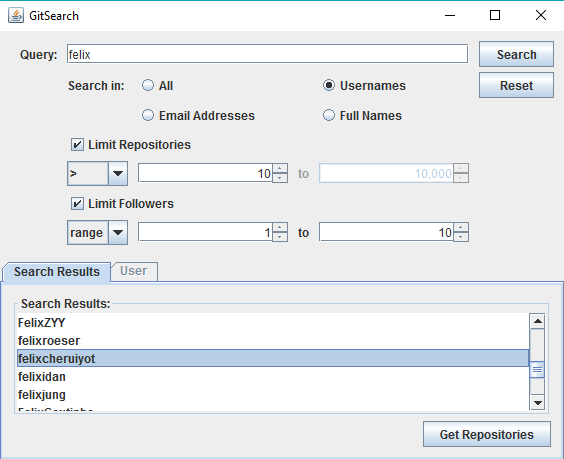 GitSearch
Query: felix Search
Search in: All Usernames Reset
Email Addresses Full Names
Limit Repositories
> 10 to 10,000
Limit Followers
range 1 to 10
Search Results User
Search Results:
FelixZYY
felixroeser
felixcheruiyot
felixidan
felixjung
Get Repositories